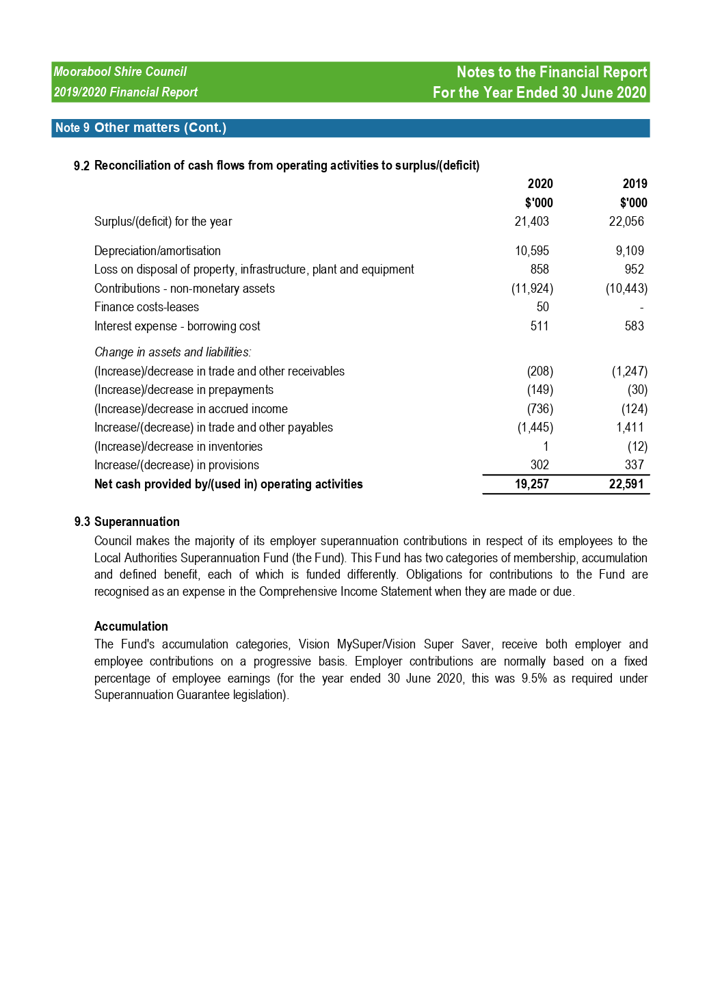 Moorabool Shire Council Notes to the Financial Report
2019/2020 Financial Report For the Year Ended 30 June 2020
Note 9 Other matters (Cont.)
9.2 Reconciliation of cash flows from operating activities to surplus/(deficit)
2020 2019
$'000 $'000
Surplus/(deficit) for the year 21,403 22,056
Depreciation/amortisation 10,595 9,109
Loss on disposal of property, infrastructure, plant and equipment 858 952
Contributions - non-monetary assets (11,924) (10,443)
Finance costs-leases 50 -
Interest expense - borrowing cost 511 583
Change in assets and liabilities:
(Increase)/decrease in trade and other receivables (208) (1,247)
(Increase)/decrease in prepayments (149) (30)
(Increase)/decrease in accrued income (736) (124)
Increase/(decrease) in trade and other payables (1,445) 1,411
(Increase)/decrease in inventories 1 (12)
Increase/(decrease) in provisions 302 337
Net cash provided by/(used in) operating activities 19,257 22,591
9.3 Superannuation
Council makes the majority of its employer superannuation contributions in respect of its employees to the
Local Authorities Superannuation Fund (the Fund). This Fund has two categories of membership, accumulation
and defined benefit, each of which is funded differently. Obligations for contributions to the Fund are
recognised as an expense in the Comprehensive Income Statement when they are made or due.
Accumulation
The Fund's accumulation categories, Vision MySuper/Vision Super Saver, receive both employer and
employee contributions on a progressive basis. Employer contributions are normally based on a fixed
percentage of employee earnings (for the year ended 30 June 2020, this was 9.5% as required under
Superannuation Guarantee legislation).